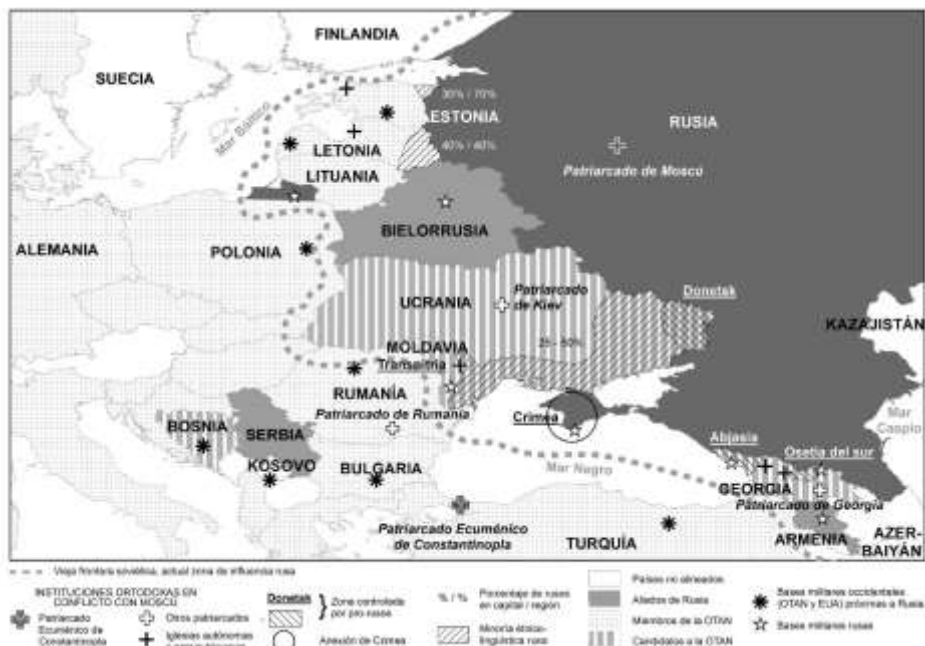 FINLANDIA
SUECIA
30% / 70%
ESTONIA
RUSIA
Mar Báltico
LETONIA
40% / 60%
Patriarcado de Moscú
LITUANIA
BIELORRUSIA
ALEMANIA
POLONIA
Patriarcado
de Kiev
Donetsk
UCRANIA
KAZAJISTÁN
MOLDAVIA
Transnitria
RUMANÍA
Patriarcado de Rumanía
Crimea
Mar
Caspio
BOSNIA
SERBIA
Abjasia
Osetia del sur
KOSOVO
BULGARIA
Mar Negro
GEORGIA
Patriarcado de Georgia
Patriarcado Ecuménico
de Constantinopla
TURQUÍA
ARMENIA
AZER-
BAIYÁN
Vieja frontera soviética, actual zona de influencia rusa
INSTITUCIONES ORTODOXAS EN
CONFLICTO CON MOSCÚ
Patriarcado
Ecuménico de
Constantinopla
Otros patriarcados
Iglesias autónomas
Donetsk
Zona controlada
por pro rusos
Anexión de Crimea
% / %
Porcentaje de rusos
en capital / región
Minoría étnico-
lingüística rusa
Países no alineados
Aliados de Rusia
Miembros de la OTAN
Candidatos a la OTAN
Bases militares occidentales
(OTAN y EUA) próximas a Rusia
Bases militares rusas